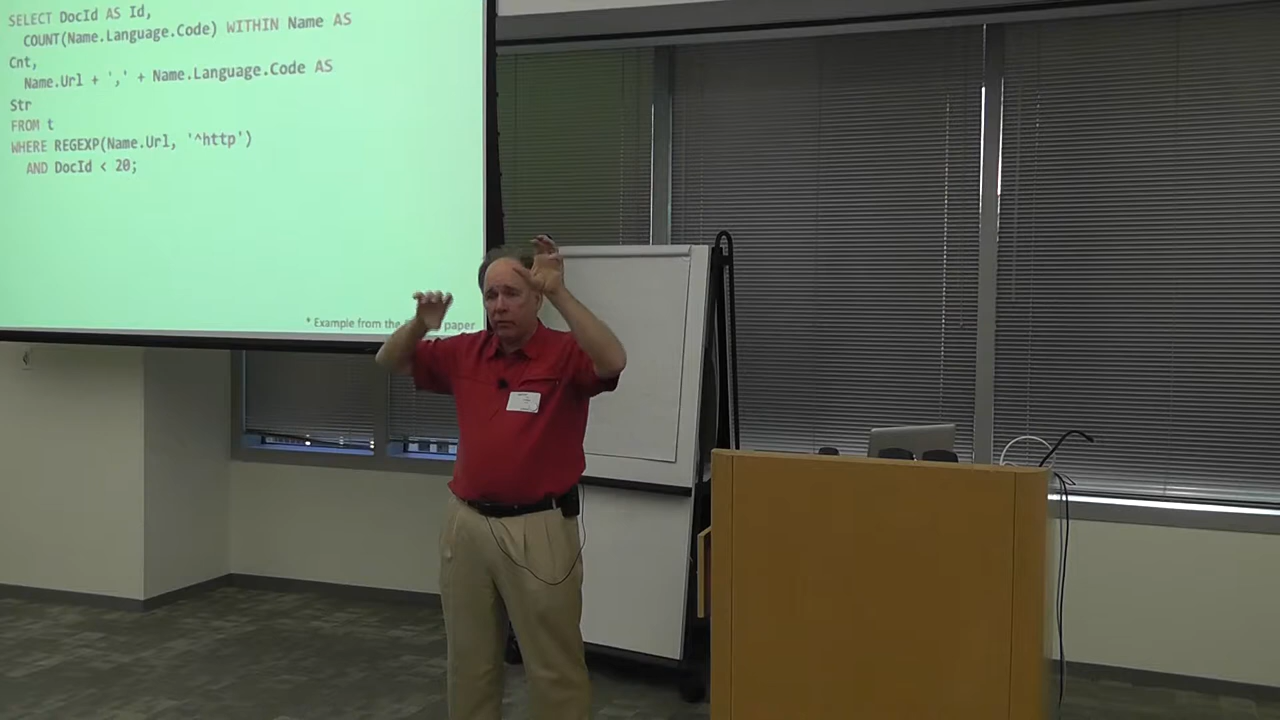 SELECT DocId AS Id,
COUNT(Name.Language.Code) WITHIN Name AS
Cnt,
Name.Url + ',' + Name.Language.Code AS
Str
FROM t
WHERE REGEXP(Name.Url, '^http')
AND DocId < 20;
* Example from the paper